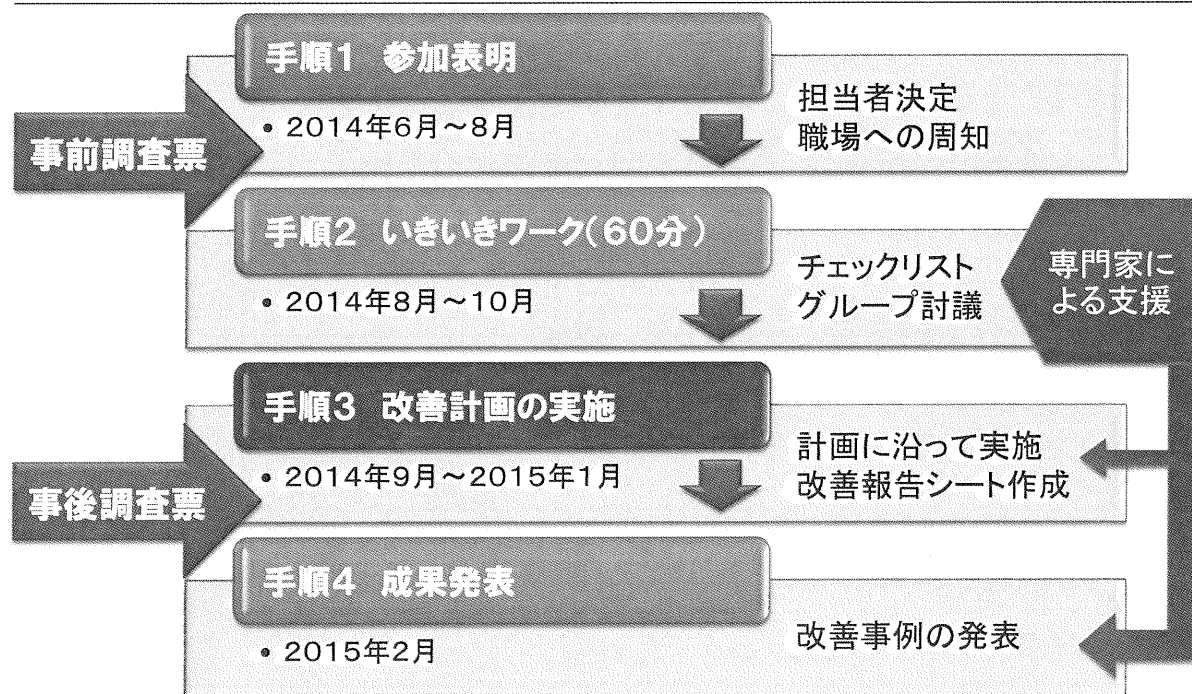 手順1 参加表明
• 2014年6月~8月
担当者決定
職場への周知
事前調査票
手順2 いきいきワーク(60分)
• 2014年8月~10月
チェックリスト
グループ討議
専門家に
よる支援
手順3 改善計画の実施
• 2014年9月~2015年1月
計画に沿って実施
改善報告シート作成
事後調査票
手順4 成果発表
• 2015年2月
改善事例の発表